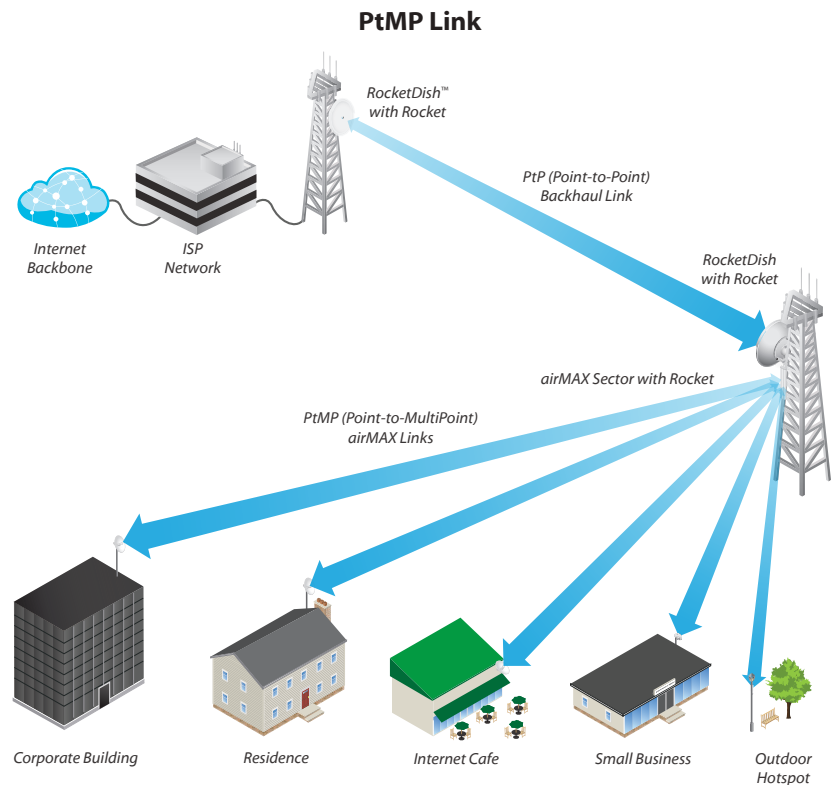 PtMP Link
RocketDish™
with Rocket
PtP (Point-to-Point)
Backhaul Link
Internet
Backbone
ISP
Network
RocketDish
with Rocket
airMAX Sector with Rocket
PtMP (Point-to-MultiPoint)
airMAX Links
Corporate Building
Residence
Internet Cafe
Small Business
Outdoor
Hotspot